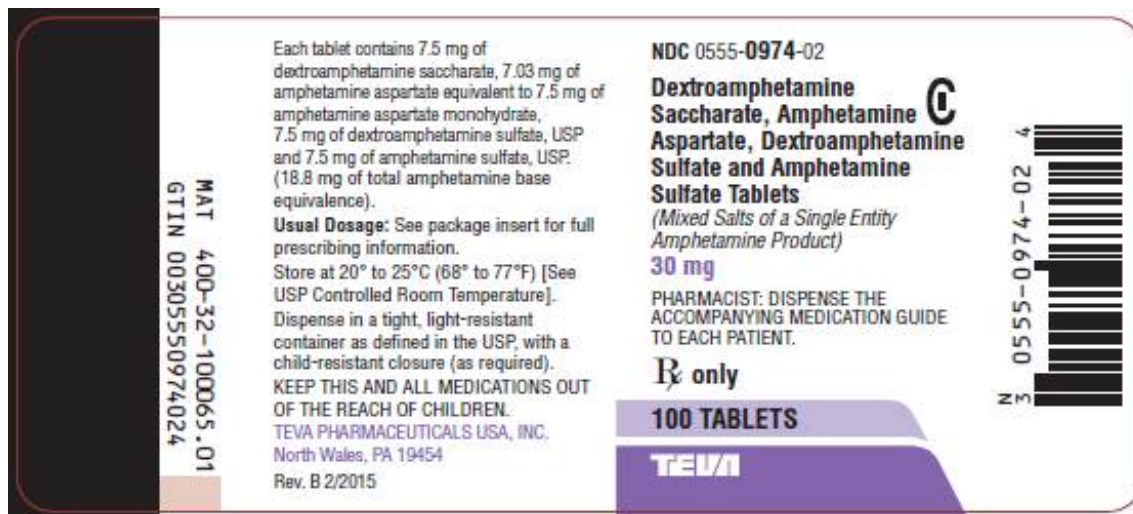 MAT 400-32-100065.01
GTIN 00305550974024
Each tablet contains 7.5 mg of
dextroamphetamine saccharate, 7.03 mg of
amphetamine aspartate equivalent to 7.5 mg of
amphetamine aspartate monohydrate,
7.5 mg of dextroamphetamine sulfate, USP
and 7.5 mg of amphetamine sulfate, USP.
(18.8 mg of total amphetamine base
equivalence).
Usual Dosage: See package insert for full
prescribing information.
Store at 20° to 25°C (68° to 77°F) [See
USP Controlled Room Temperature].
Dispense in a tight, light-resistant
container as defined in the USP, with a
child-resistant closure (as required).
KEEP THIS AND ALL MEDICATIONS OUT
OF THE REACH OF CHILDREN.
TEVA PHARMACEUTICALS USA, INC.
North Wales, PA 19454
Rev. B 2/2015
NDC 0555-0974-02
Dextroamphetamine
Saccharate, Amphetamine CII
Aspartate, Dextroamphetamine
Sulfate and Amphetamine
Sulfate Tablets
(Mixed Salts of a Single Entity
Amphetamine Product)
30 mg
PHARMACIST: DISPENSE THE
ACCOMPANYING MEDICATION GUIDE
TO EACH PATIENT.
℞ only
100 TABLETS
TEVA
N3 0555-0974-02 4